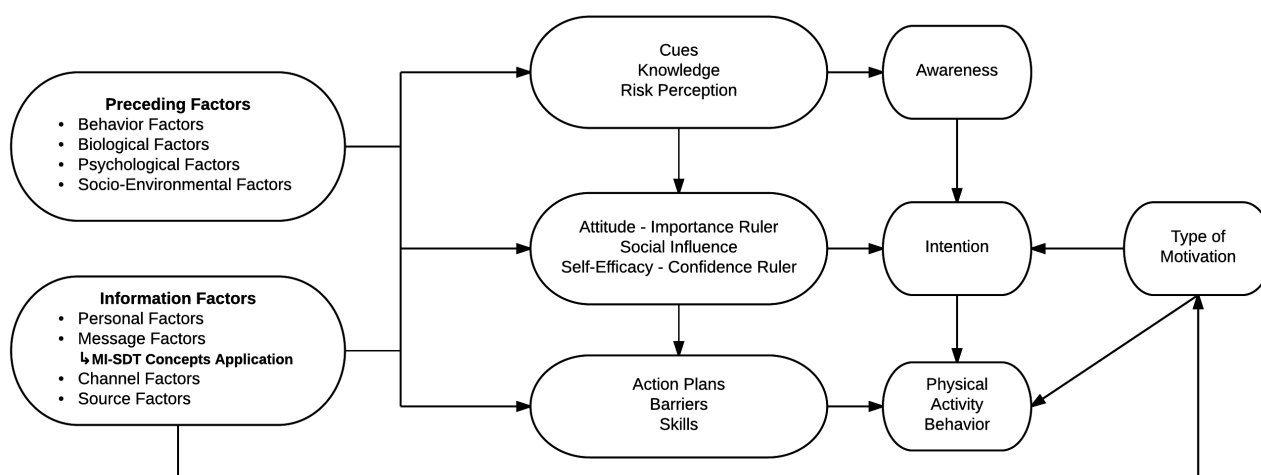 Preceding Factors
• Behavior Factors
• Biological Factors
• Psychological Factors
• Socio-Environmental Factors
Information Factors
• Personal Factors
• Message Factors
↳MI-SDT Concepts Application
• Channel Factors
• Source Factors
Cues
Knowledge
Risk Perception
Attitude - Importance Ruler
Social Influence
Self-Efficacy - Confidence Ruler
Action Plans
Barriers
Skills
Awareness
Intention
Physical
Activity
Behavior
Type of
Motivation